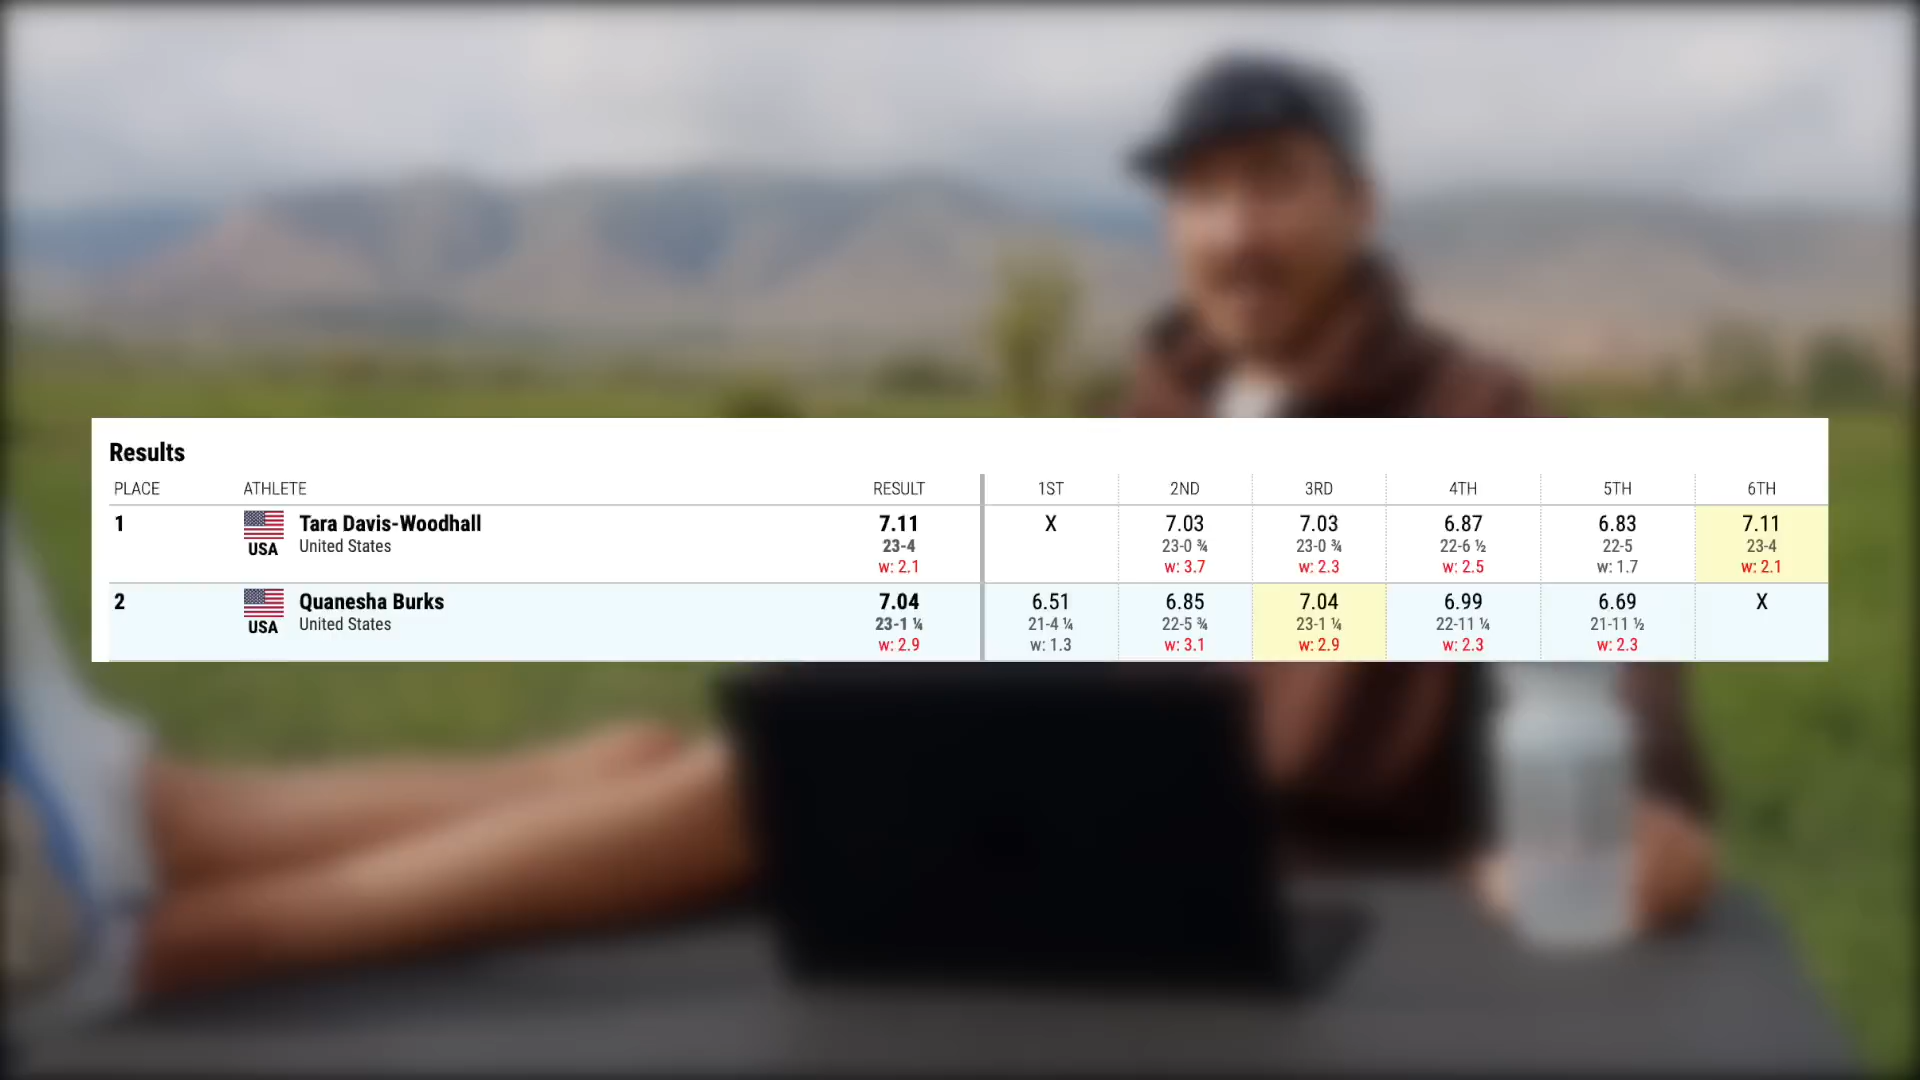 Results
PLACE ATHLETE RESULT 1ST 2ND 3RD 4TH 5TH 6TH
1 Tara Davis-Woodhall 7.11 X 7.03 7.03 6.87 6.83 7.11
USA United States 23-4 23-0 ¾ 23-0 ¾ 22-6 ½ 22-5 23-4
w: 2.1 w: 3.7 w: 2.3 w: 2.5 w: 1.7 w: 2.1
2 Quanesha Burks 7.04 6.51 6.85 7.04 6.99 6.69 X
USA United States 23-1 ¼ 21-4 ¼ 22-5 ¾ 23-1 ¼ 22-11 ¼ 21-11 ½
w: 2.9 w: 1.3 w: 3.1 w: 2.9 w: 2.3 w: 2.3